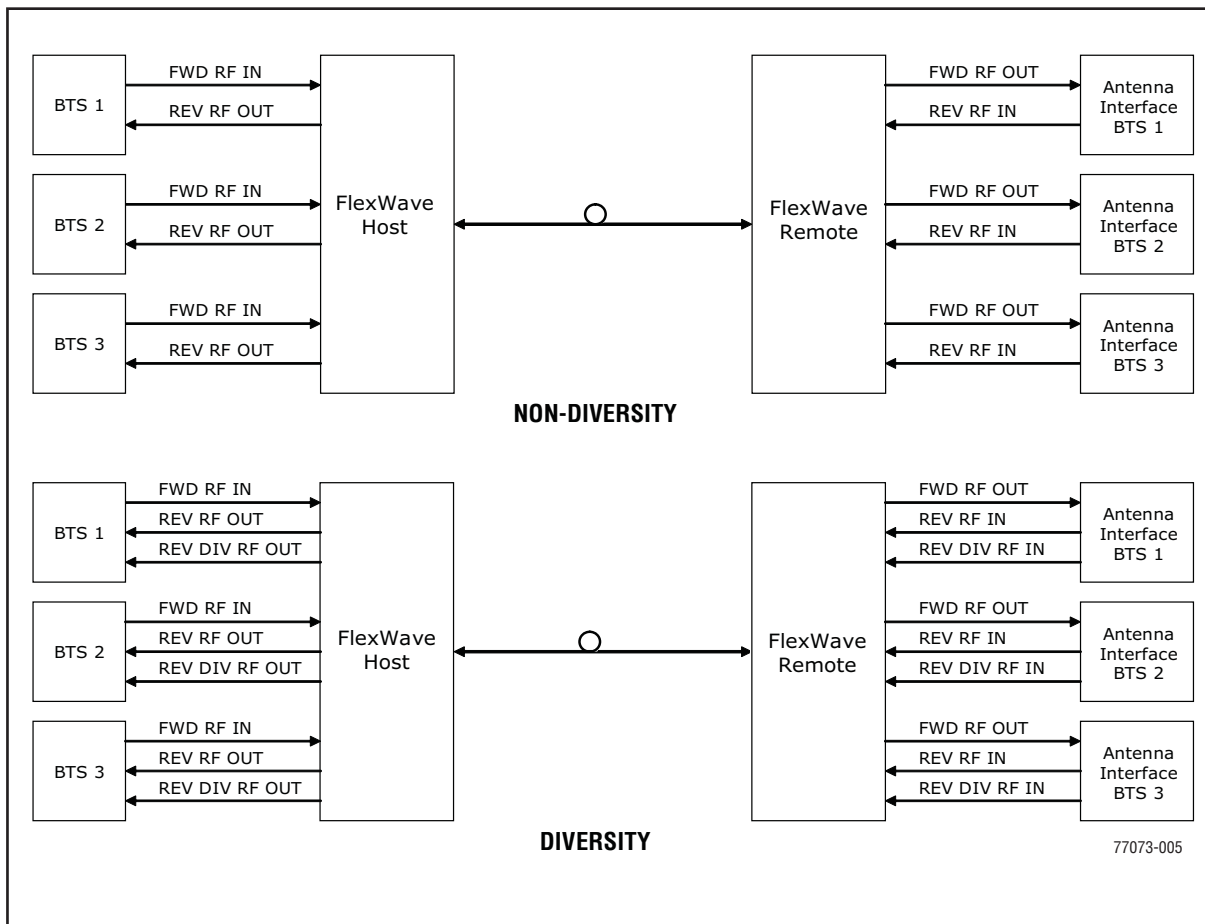 FWD RF IN
BTS 1
REV RF OUT
FWD RF IN
BTS 2
REV RF OUT
FWD RF IN
BTS 3
REV RF OUT
FlexWave
Host
FlexWave
Remote
FWD RF OUT
REV RF IN
Antenna
Interface
BTS 1
FWD RF OUT
REV RF IN
Antenna
Interface
BTS 2
FWD RF OUT
REV RF IN
Antenna
Interface
BTS 3
NON-DIVERSITY
FWD RF IN
BTS 1
REV RF OUT
REV DIV RF OUT
FWD RF IN
BTS 2
REV RF OUT
REV DIV RF OUT
FWD RF IN
BTS 3
REV RF OUT
REV DIV RF OUT
FlexWave
Host
FlexWave
Remote
FWD RF OUT
REV RF IN
REV DIV RF IN
Antenna
Interface
BTS 1
FWD RF OUT
REV RF IN
REV DIV RF IN
Antenna
Interface
BTS 2
FWD RF OUT
REV RF IN
REV DIV RF IN
Antenna
Interface
BTS 3
DIVERSITY
77073-005